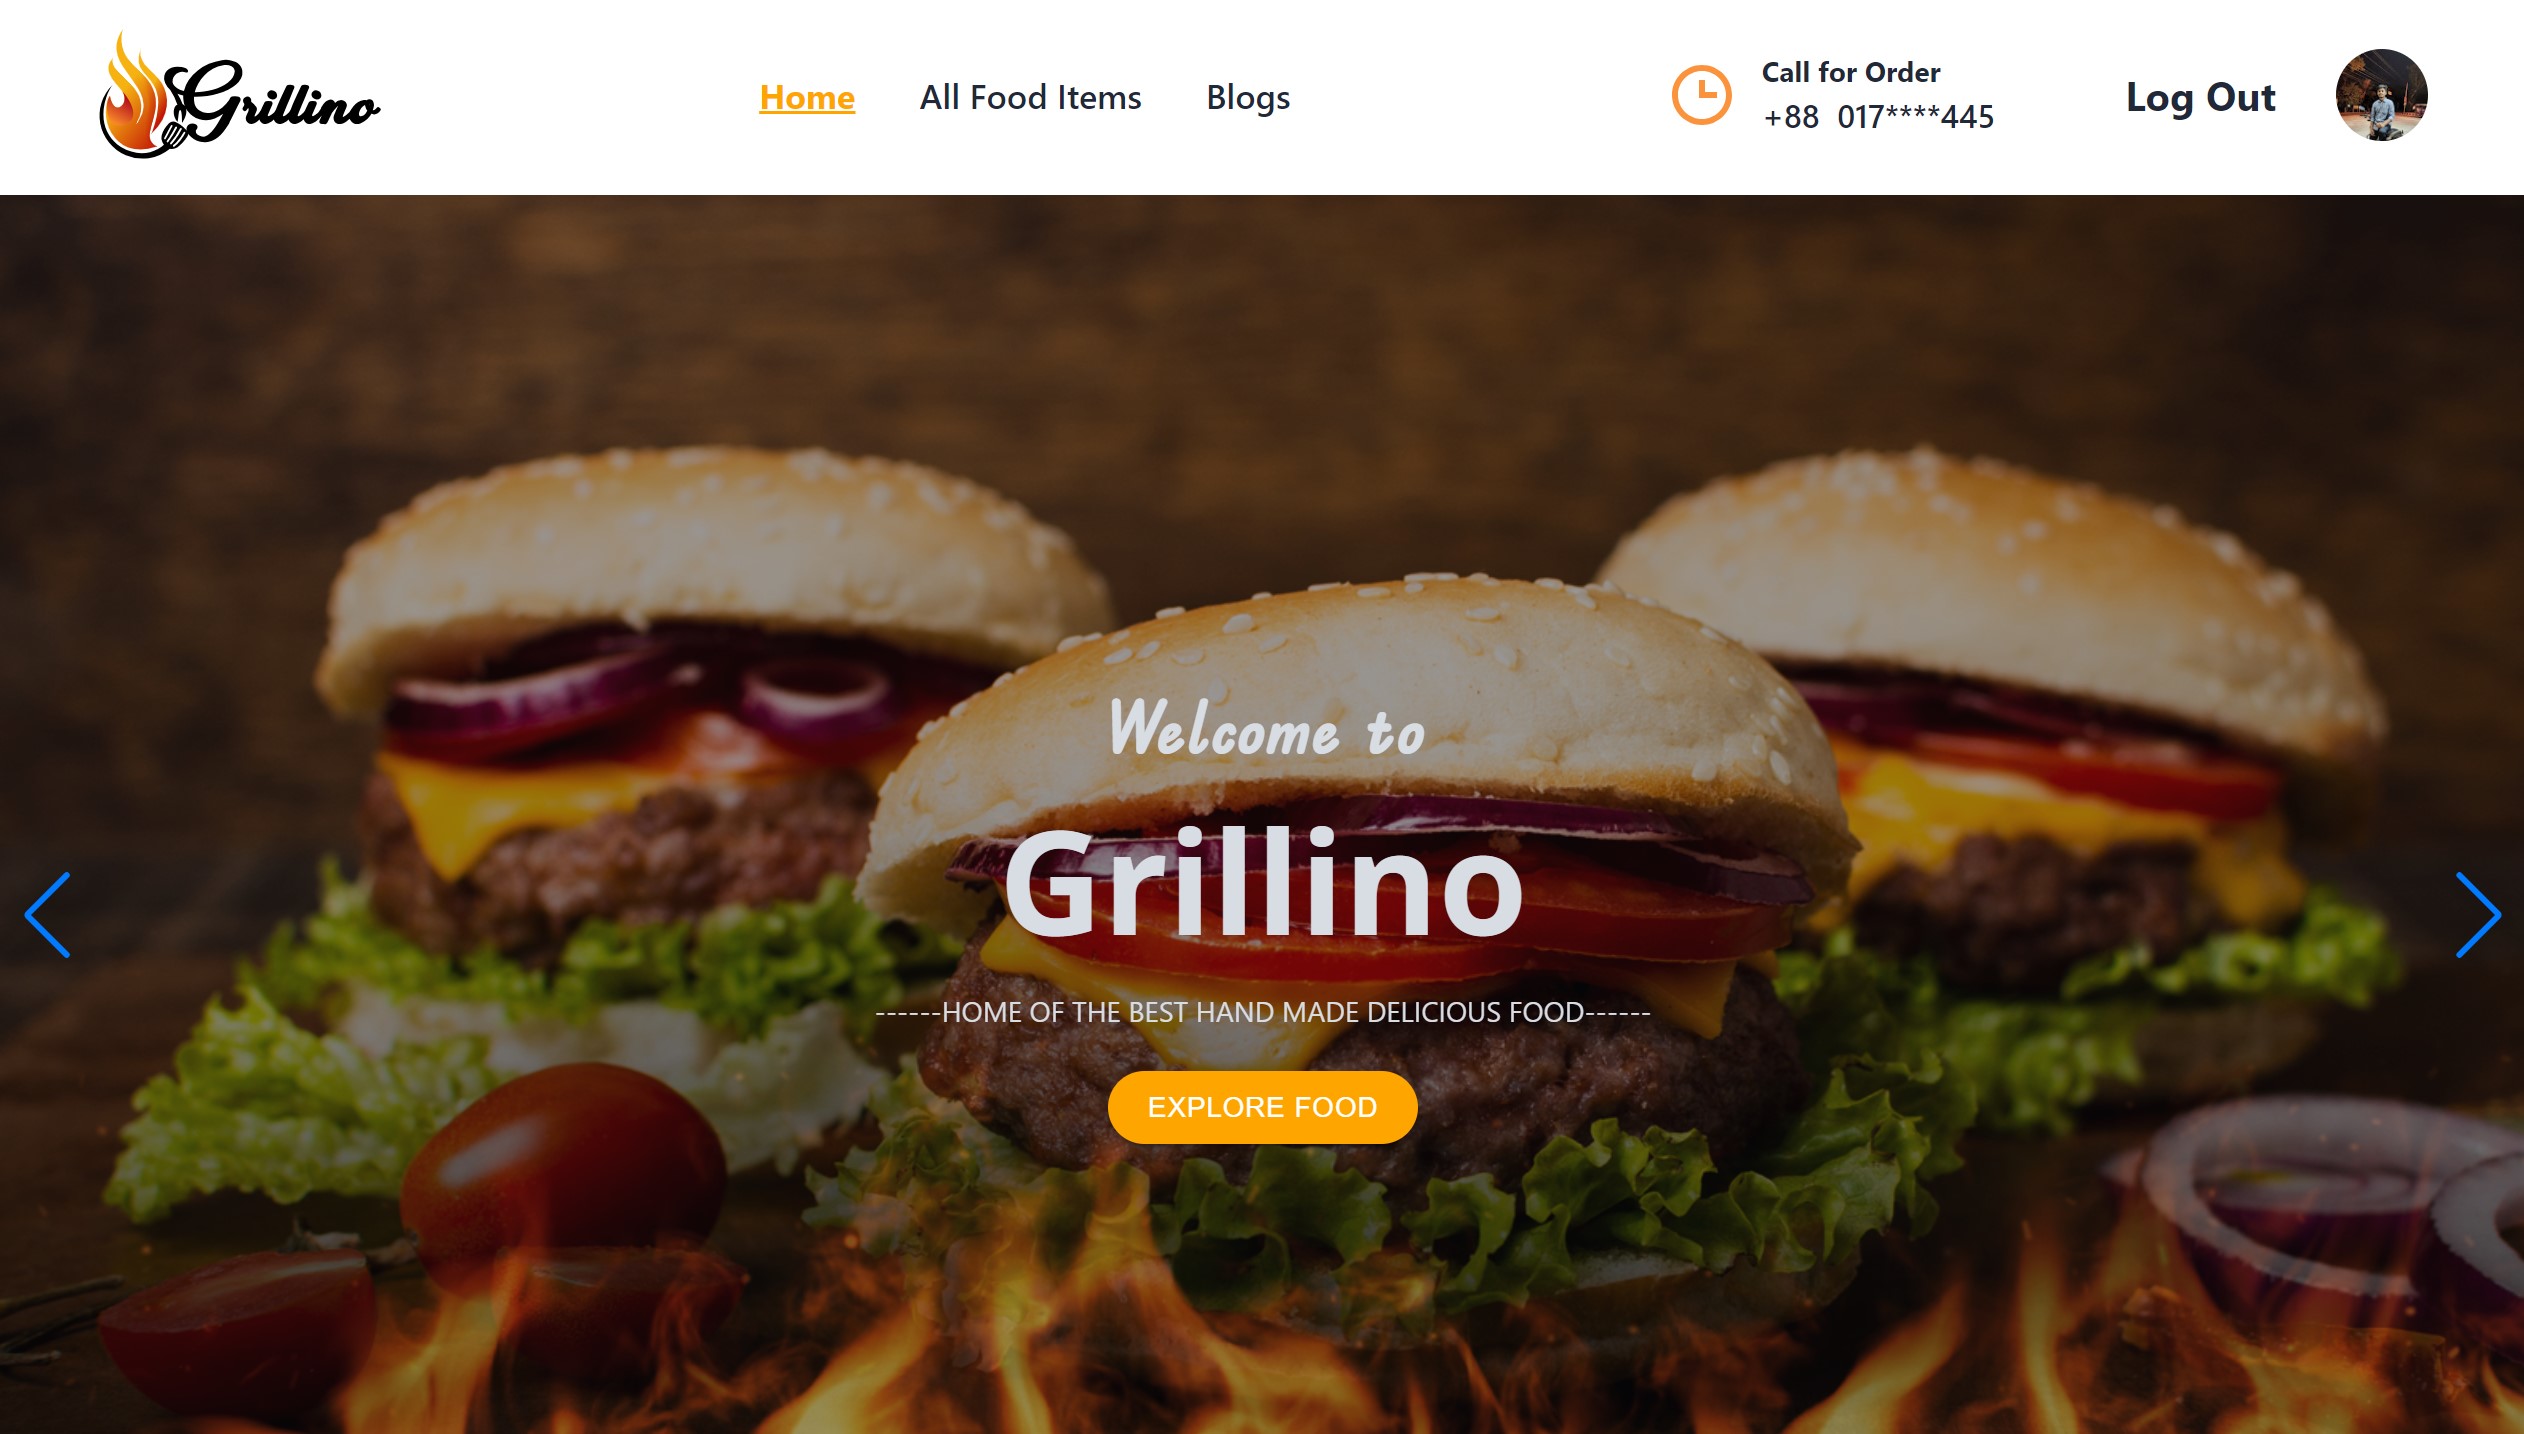 Grillino
Home
All Food Items
Blogs
Call for Order
+88 017****445
Log Out
Welcome to
Grillino
------HOME OF THE BEST HAND MADE DELICIOUS FOOD------
EXPLORE FOOD